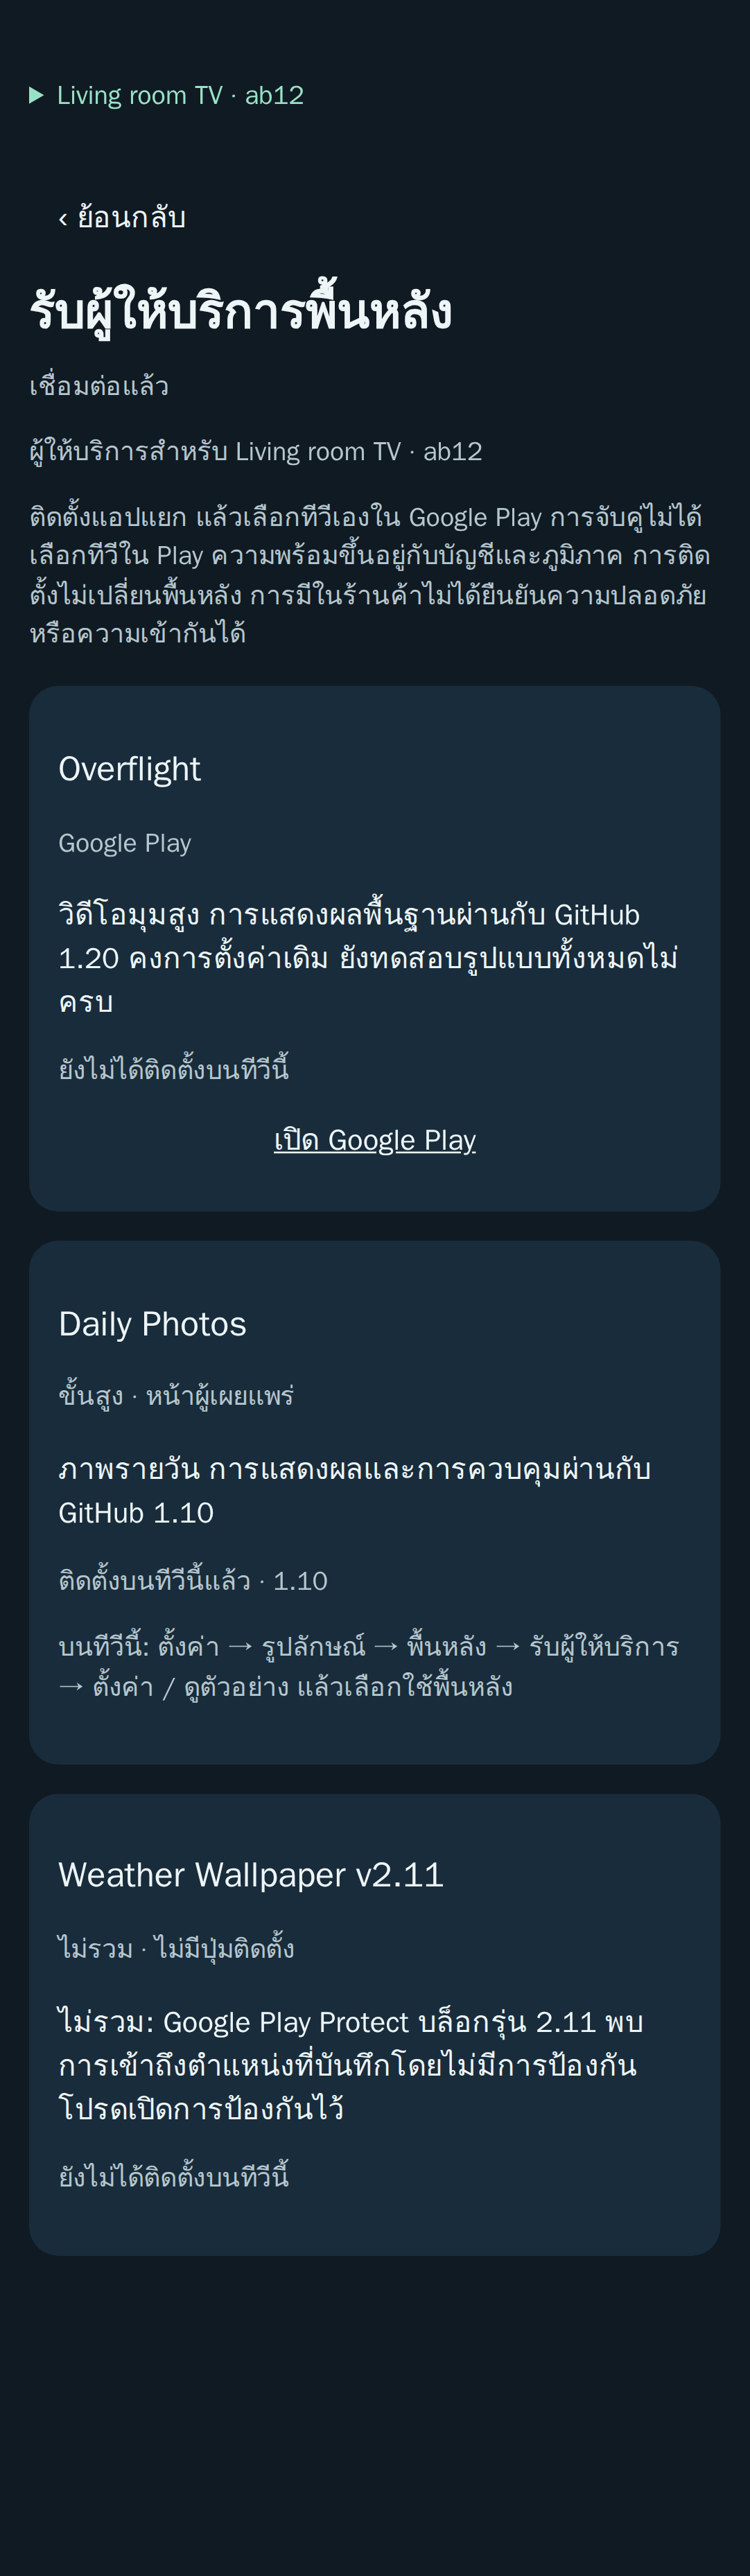 ▶ Living room TV · ab12
‹ ย้อนกลับ
รับผู้ให้บริการพื้นหลัง
เชื่อมต่อแล้ว
ผู้ให้บริการสำหรับ Living room TV · ab12
ติดตั้งแอปแยก แล้วเลือกทีวีเองใน Google Play การจับคู่ไม่ได้
เลือกทีวีใน Play ความพร้อมขึ้นอยู่กับบัญชีและภูมิภาค การติด
ตั้งไม่เปลี่ยนพื้นหลัง การมีในร้านค้าไม่ได้ยืนยันความปลอดภัย
หรือความเข้ากันได้
Overflight
Google Play
วิดีโอมุมสูง การแสดงผลพื้นฐานผ่านกับ GitHub
1.20 คงการตั้งค่าเดิม ยังทดสอบรูปแบบทั้งหมดไม่
ครบ
ยังไม่ได้ติดตั้งบนทีวีนี้
เปิด Google Play
Daily Photos
ขั้นสูง · หน้าผู้เผยแพร่
ภาพรายวัน การแสดงผลและการควบคุมผ่านกับ
GitHub 1.10
ติดตั้งบนทีวีนี้แล้ว · 1.10
บนทีวีนี้: ตั้งค่า → รูปลักษณ์ → พื้นหลัง → รับผู้ให้บริการ
→ ตั้งค่า / ดูตัวอย่าง แล้วเลือกใช้พื้นหลัง
Weather Wallpaper v2.11
ไม่รวม · ไม่มีปุ่มติดตั้ง
ไม่รวม: Google Play Protect บล็อกรุ่น 2.11 พบ
การเข้าถึงตำแหน่งที่บันทึกโดยไม่มีการป้องกัน
โปรดเปิดการป้องกันไว้
ยังไม่ได้ติดตั้งบนทีวีนี้